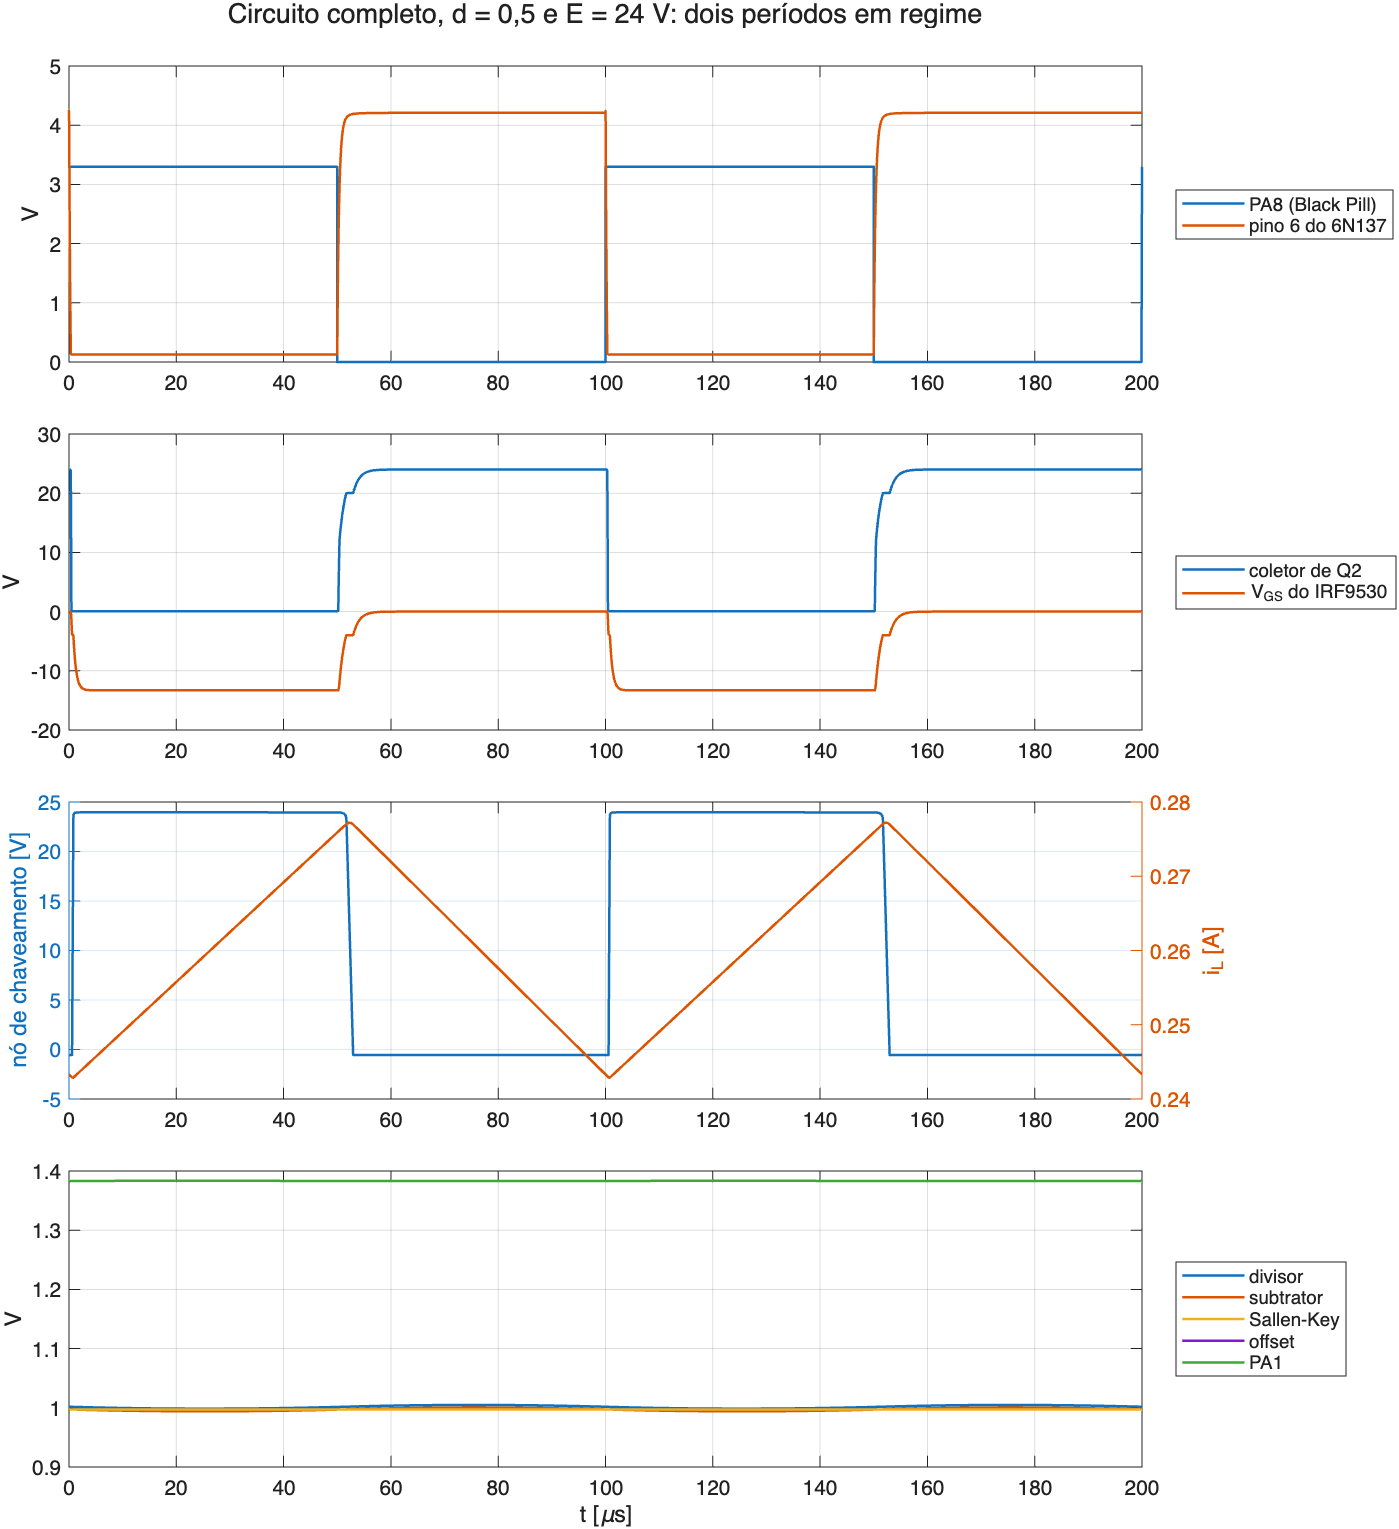 Circuito completo, d = 0,5 e E = 24 V: dois períodos em regime
5
4
3
2
1
0
V
0 20 40 60 80 100 120 140 160 180 200
PA8 (Black Pill)
pino 6 do 6N137
30
20
10
0
-10
-20
V
0 20 40 60 80 100 120 140 160 180 200
coletor de Q2
VGS do IRF9530
25
20
15
10
5
0
-5
nó de chaveamento [V]
0.28
0.27
0.26
0.25
0.24
iL [A]
0 20 40 60 80 100 120 140 160 180 200
1.4
1.3
1.2
1.1
1
0.9
V
0 20 40 60 80 100 120 140 160 180 200
t [µs]
divisor
subtrator
Sallen-Key
offset
PA1